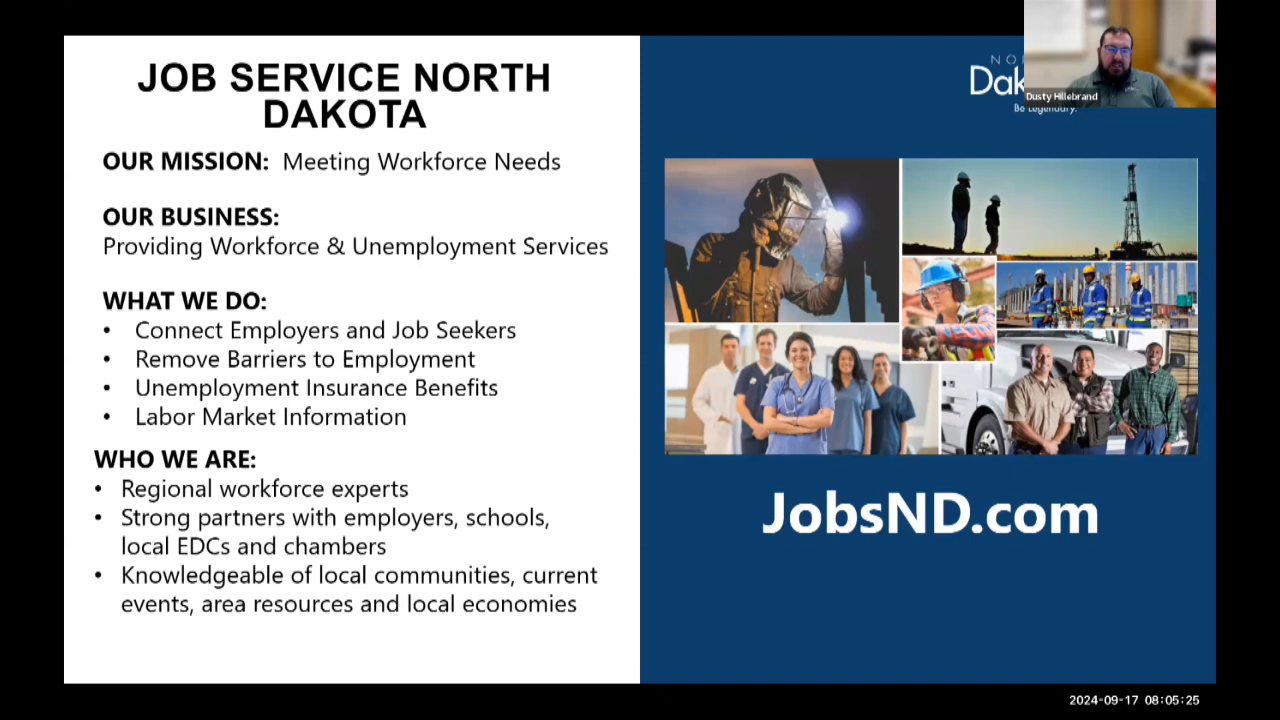 JOB SERVICE NORTH
DAKOTA
OUR MISSION: Meeting Workforce Needs
OUR BUSINESS:
Providing Workforce & Unemployment Services
WHAT WE DO:
• Connect Employers and Job Seekers
• Remove Barriers to Employment
• Unemployment Insurance Benefits
• Labor Market Information
WHO WE ARE:
• Regional workforce experts
• Strong partners with employers, schools,
local EDCs and chambers
• Knowledgeable of local communities, current
events, area resources and local economies
Be Legendary.
Dusty Hillebrand
JobsND.com
2024-09-17 08:05:25